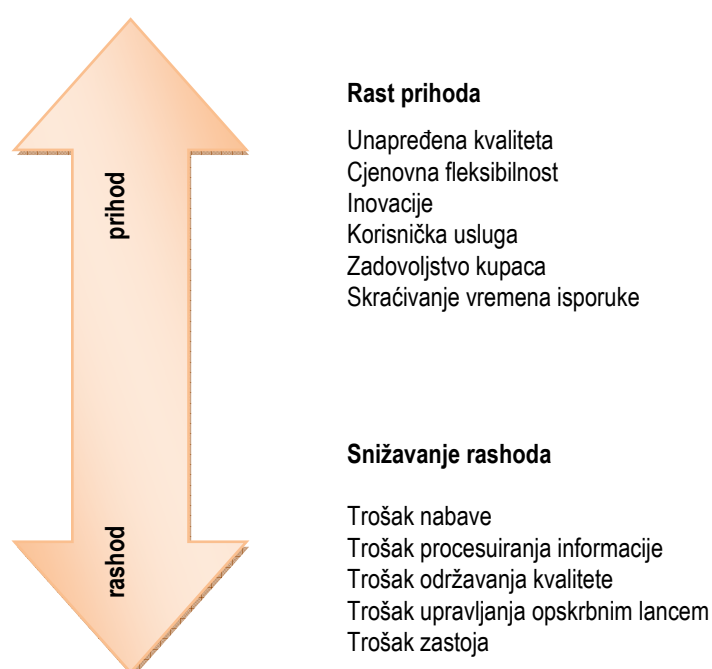 prihod
Rast prihoda
Unapređena kvaliteta
Cjenovna fleksibilnost
Inovacije
Korisnička usluga
Zadovoljstvo kupaca
Skraćivanje vremena isporuke
rashod
Snižavanje rashoda
Trošak nabave
Trošak procesuiranja informacije
Trošak održavanja kvalitete
Trošak upravljanja opskrbnim lancem
Trošak zastoja